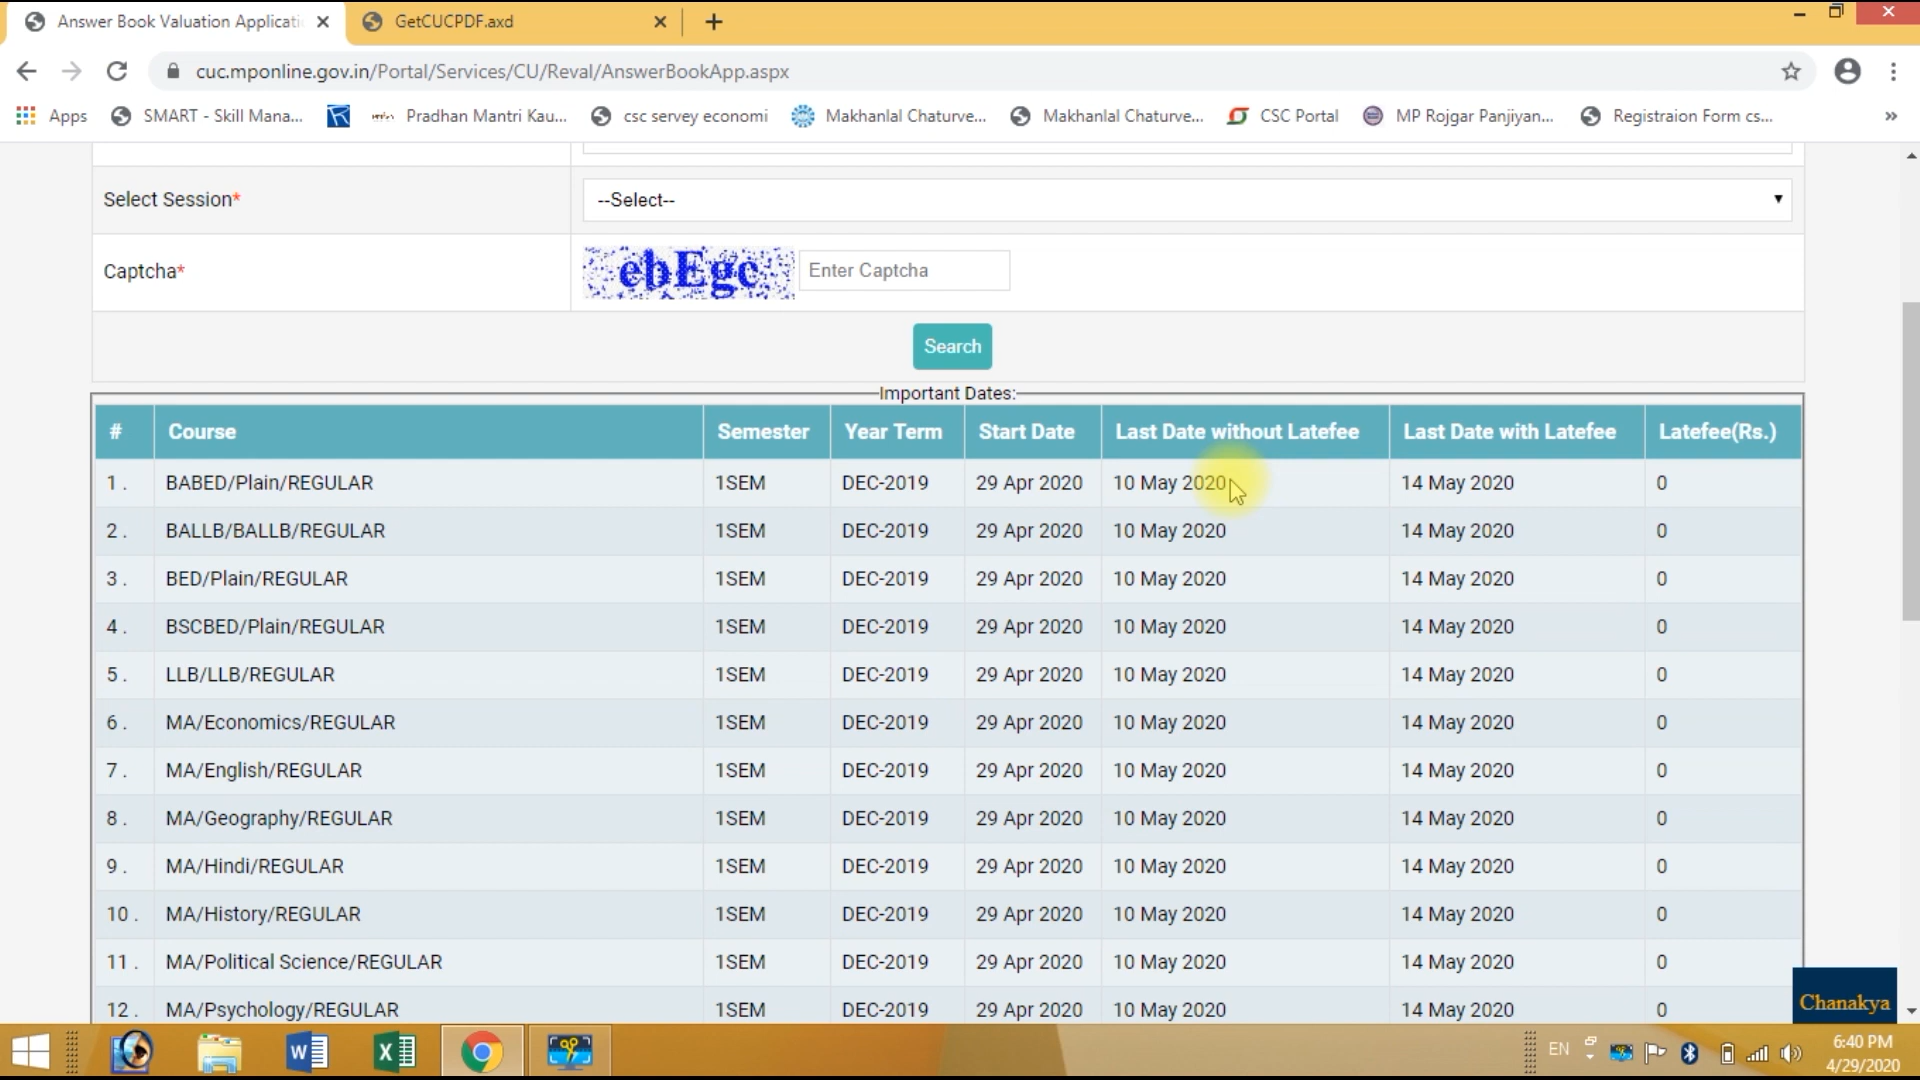 Answer Book Valuation Applicati
GetCUCPDF.axd
cuc.mponline.gov.in/Portal/Services/CU/Reval/AnswerBookApp.aspx
Apps SMART - Skill Mana... Pradhan Mantri Kau... csc servey economi Makhanlal Chaturve... Makhanlal Chaturve... CSC Portal MP Rojgar Panjiyan... Registraion Form cs... »
Select Session* --Select--
Captcha* ebEgc Enter Captcha
Search
Important Dates:
# Course Semester Year Term Start Date Last Date without Latefee Last Date with Latefee Latefee(Rs.)
1 . BABED/Plain/REGULAR 1SEM DEC-2019 29 Apr 2020 10 May 2020 14 May 2020 0
2 . BALLB/BALLB/REGULAR 1SEM DEC-2019 29 Apr 2020 10 May 2020 14 May 2020 0
3 . BED/Plain/REGULAR 1SEM DEC-2019 29 Apr 2020 10 May 2020 14 May 2020 0
4 . BSCBED/Plain/REGULAR 1SEM DEC-2019 29 Apr 2020 10 May 2020 14 May 2020 0
5 . LLB/LLB/REGULAR 1SEM DEC-2019 29 Apr 2020 10 May 2020 14 May 2020 0
6 . MA/Economics/REGULAR 1SEM DEC-2019 29 Apr 2020 10 May 2020 14 May 2020 0
7 . MA/English/REGULAR 1SEM DEC-2019 29 Apr 2020 10 May 2020 14 May 2020 0
8 . MA/Geography/REGULAR 1SEM DEC-2019 29 Apr 2020 10 May 2020 14 May 2020 0
9 . MA/Hindi/REGULAR 1SEM DEC-2019 29 Apr 2020 10 May 2020 14 May 2020 0
10 . MA/History/REGULAR 1SEM DEC-2019 29 Apr 2020 10 May 2020 14 May 2020 0
11 . MA/Political Science/REGULAR 1SEM DEC-2019 29 Apr 2020 10 May 2020 14 May 2020 0
12 . MA/Psychology/REGULAR 1SEM DEC-2019 29 Apr 2020 10 May 2020 14 May 2020 0
Chanakya
EN 6:40 PM
4/29/2020